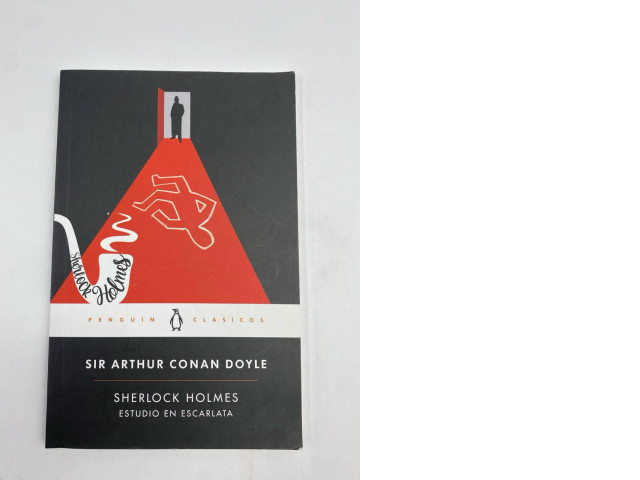 Sherlock
Holmes
PENGUIN CLÁSICOS
SIR ARTHUR CONAN DOYLE
SHERLOCK HOLMES
ESTUDIO EN ESCARLATA